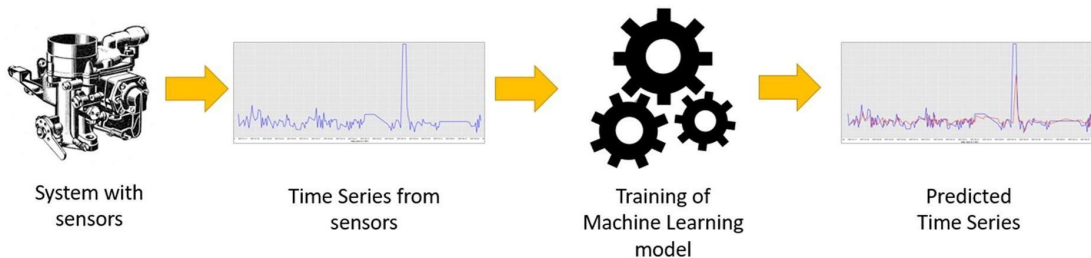 System with
sensors
Time Series from
sensors
Training of
Machine Learning
model
Predicted
Time Series